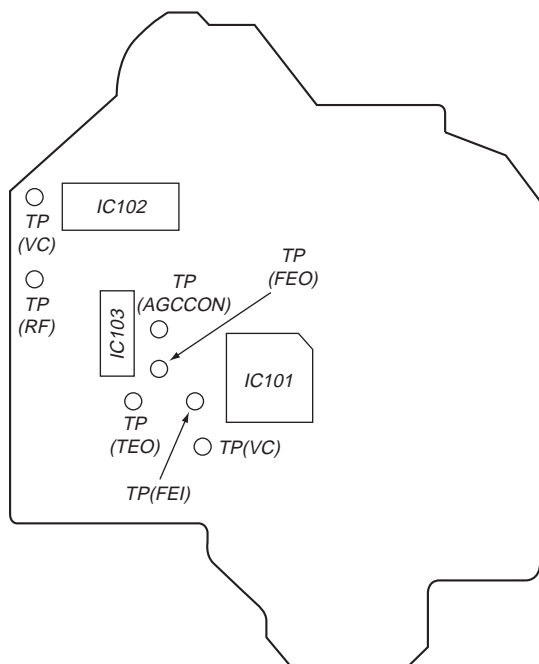 IC102
TP
(VC)
TP
(FEO)
TP
(AGCCON)
TP
(RF)
IC103
IC101
TP
(TEO)
TP(VC)
TP(FEI)